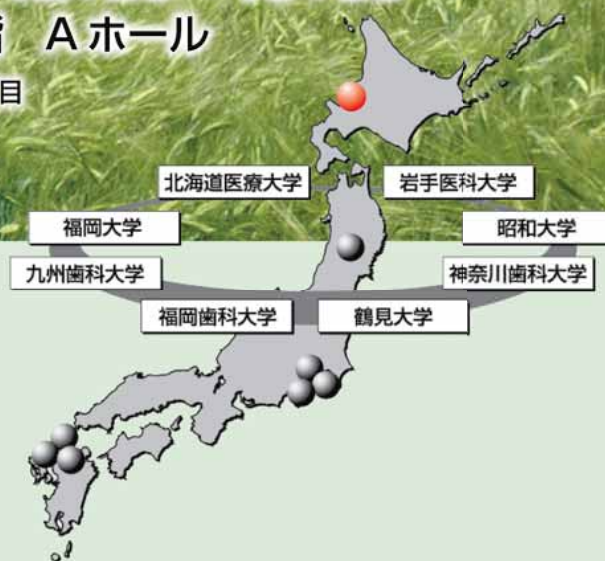 Aホール
目
北海道医療大学
岩手医科大学
福岡大学
昭和大学
九州歯科大学
神奈川歯科大学
福岡歯科大学
鶴見大学